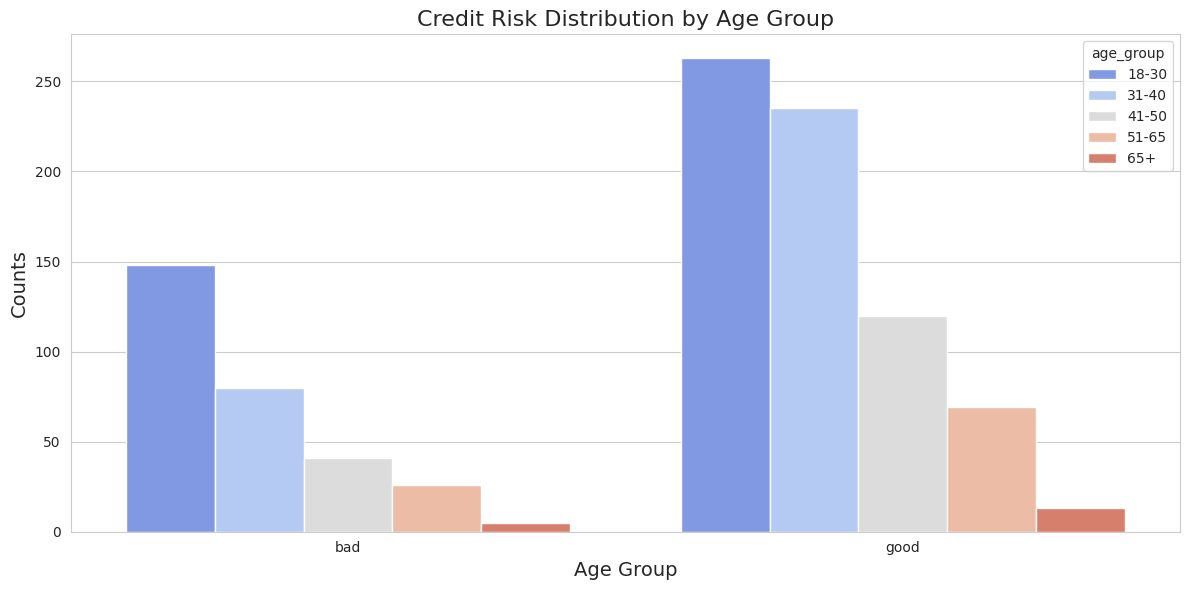 Credit Risk Distribution by Age Group
age_group
18-30
31-40
41-50
51-65
65+
Counts
250
200
150
100
50
0
bad good
Age Group